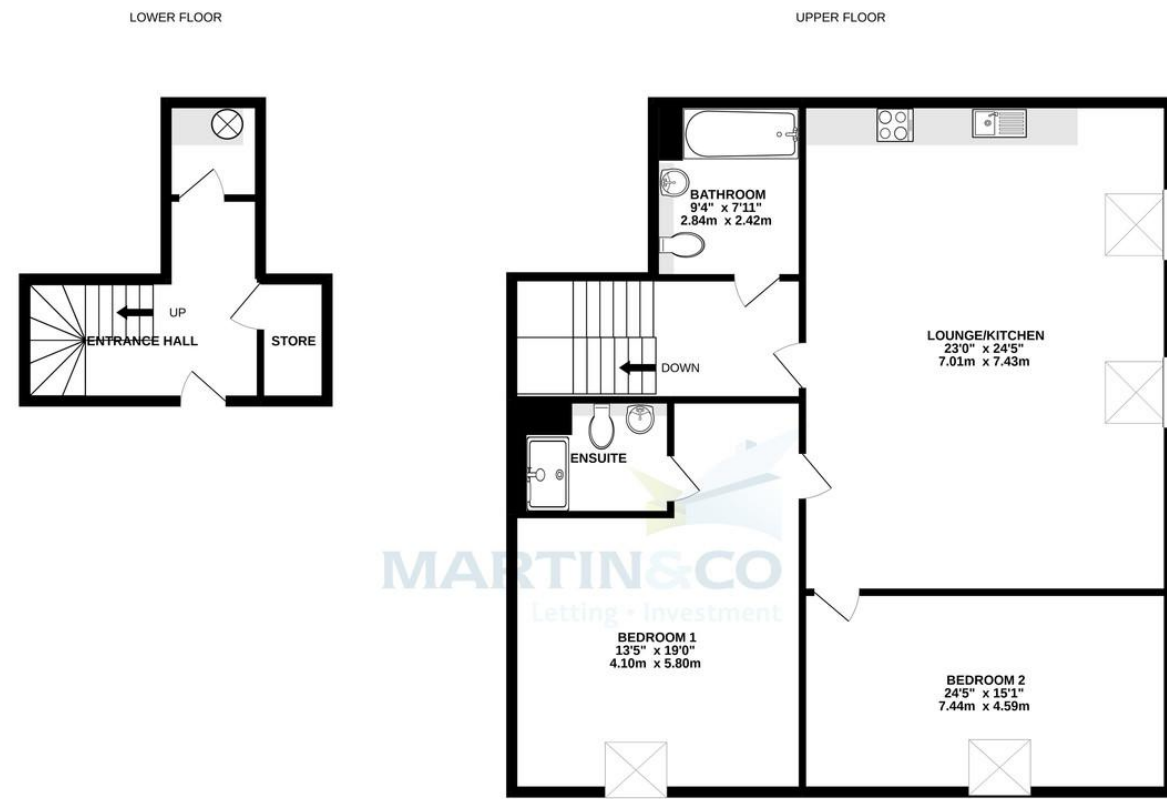 LOWER FLOOR
UPPER FLOOR
UP
ENTRANCE HALL
STORE
BATHROOM
9'4" x 7'11"
2.84m x 2.42m
DOWN
LOUNGE/KITCHEN
23'0" x 24'5"
7.01m x 7.43m
ENSUITE
MARTIN&CO
Letting • Investment
BEDROOM 1
13'5" x 19'0"
4.10m x 5.80m
BEDROOM 2
24'5" x 15'1"
7.44m x 4.59m